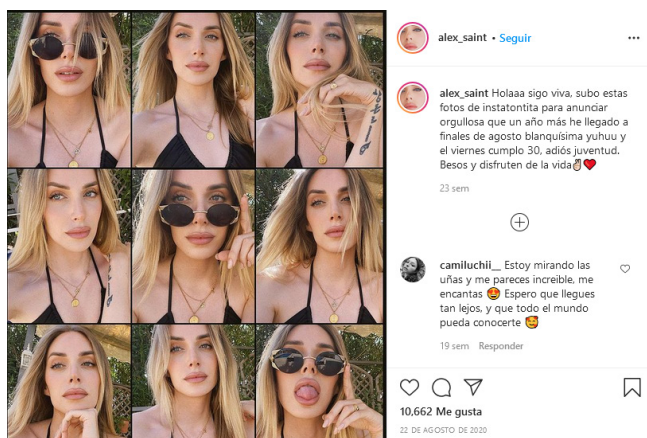 alex_saint • Seguir
alex_saint Holaaa sigo viva, subo estas
fotos de instatontita para anunciar
orgullosa que un año más he llegado a
finales de agosto blanquísima yuhuu y
el viernes cumplo 30, adiós juventud.
Besos y disfruten de la vida✌🏻❤️
23 sem
camiluchii__ Estoy mirando las
uñas y me pareces increible, me
encantas 😍 Espero que llegues
tan lejos, y que todo el mundo
pueda conocerte 🥰
19 sem Responder
10,662 Me gusta
22 DE AGOSTO DE 2020